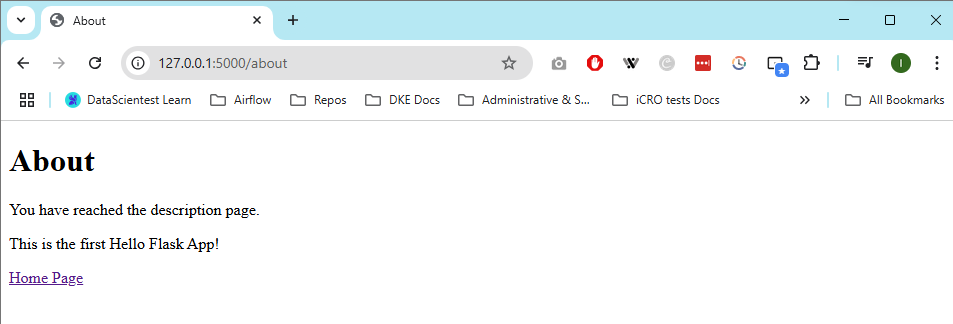 About
127.0.0.1:5000/about
DataScientest Learn Airflow Repos DKE Docs Administrative & S... iCRO tests Docs All Bookmarks
About
You have reached the description page.
This is the first Hello Flask App!
Home Page